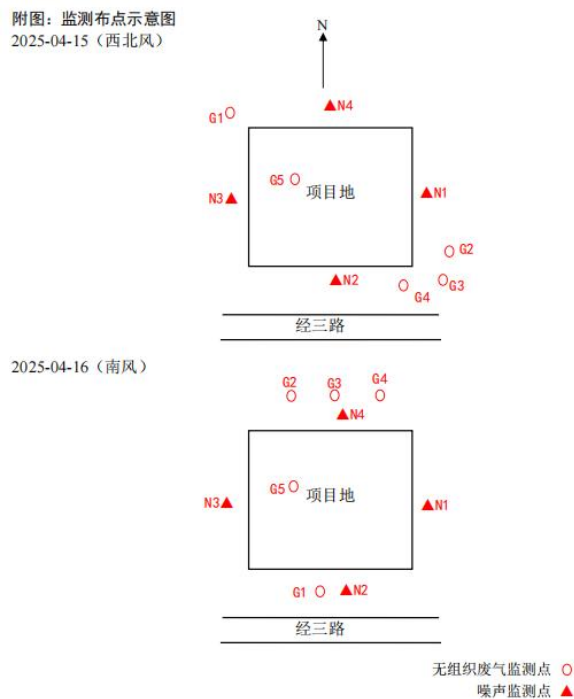 附图：监测布点示意图
2025-04-15（西北风）
N
G1
N4
G5
项目地
N3
N1
G2
N2
G3
G4
经三路
2025-04-16（南风）
G2
G3
G4
N4
G5
项目地
N3
N1
G1
N2
经三路
无组织废气监测点
噪声监测点